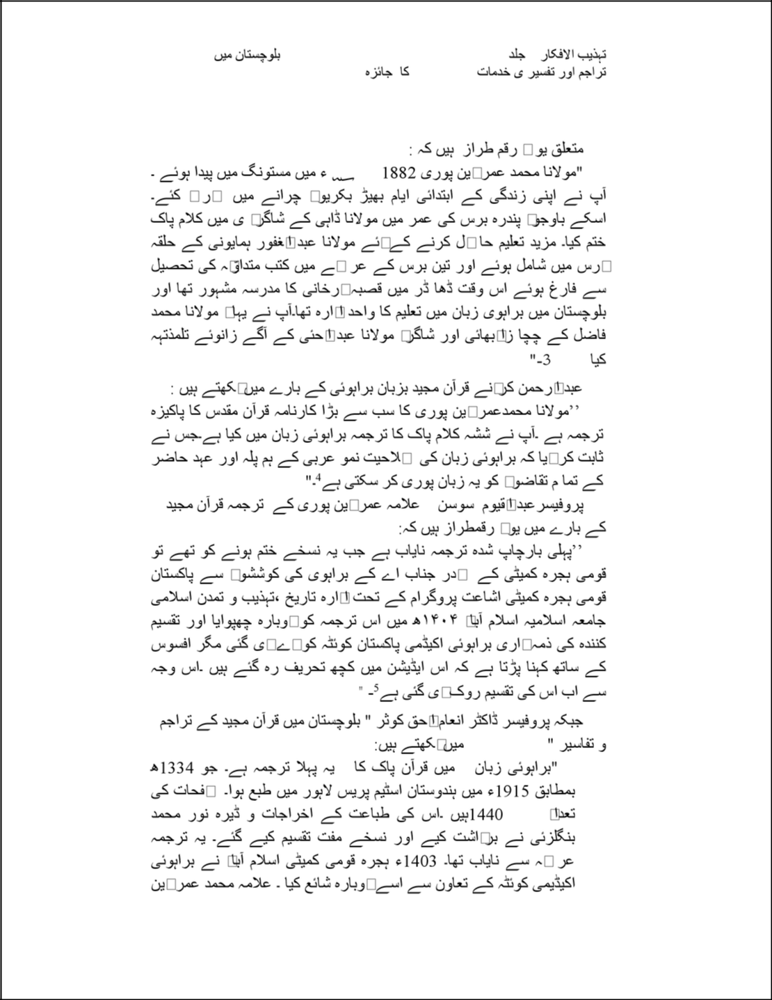 تہذیب الافکار جلد بلوچستان میں
تراجم اور تفسیر ی خدمات کا جائزہ
متعلق یو□ رقم طراز ہیں کہ :
"مولانا محمد عمر□ین پوری 1882 ؁ ء میں مستونگ میں پیدا ہوئے ۔
آپ نے اپنی زندگی کے ابتدائی ایام بھیڑ بکریو□ چرانے میں □ر□ کئے۔
اسکے باوجو□ پندرہ برس کی عمر میں مولانا ڈاہی کے شاگر□ ی میں کلام پاک
ختم کیا۔ مزید تعلیم حا□ل کرنے کے□ئے مولانا عبدا□غفور ہمایونی کے حلقہ
□رس میں شامل ہوئے اور تین برس کے عر□ے میں کتب متداو□ہ کی تحصیل
سے فارغ ہوئے اس وقت ڈھا ڈر میں قصبہ□رخانی کا مدرسہ مشہور تھا اور
بلوچستان میں براہوی زبان میں تعلیم کا واحد ا□ارہ تھا۔آپ نے یہا□ مولانا محمد
فاضل کے چچا زا□بھائی اور شاگر□ مولانا عبدا□حئی کے آگے زانوئے تلمذتہہ
کیا 3۔"
عبدا□رحمن کر□نے قرآن مجید بزبان براہوئی کے بارے میں□کھتے ہیں :
’’مولانا محمدعمر□ین پوری کا سب سے بڑا کارنامہ قرآن مقدس کا پاکیزہ
ترجمہ ہے ۔آپ نے ششہ کلام پاک کا ترجمہ براہوئی زبان میں کیا ہے۔جس نے
ثابت کر□یا کہ براہوئی زبان کی □لاحیت نمو عربی کے ہم پلہ اور عہد حاضر
کے تما م تقاضو□ کو یہ زبان پوری کر سکتی ہے4۔"
پروفیسرعبدا□قیوم سوسن علامہ عمر□ین پوری کے ترجمہ قرآن مجید
کے بارے میں یو□ رقمطراز ہیں کہ:
’’پہلی بارچاپ شدہ ترجمہ نایاب ہے جب یہ نسخے ختم ہونے کو تھے تو
قومی ہجرہ کمیٹی کے □در جناب اے کے براہوی کی کوششو□ سے پاکستان
قومی ہجرہ کمیٹی اشاعت پروگرام کے تحت ا□ارہ تاریخ ،تہذیب و تمدن اسلامی
جامعہ اسلامیہ اسلام آبا□ ۱۴۰۴ھ میں اس ترجمہ کو□وبارہ چھپوایا اور تقسیم
کنندہ کی ذمہ□اری براہوئی اکیڈمی پاکستان کوئٹہ کو□ے□ی گئی مگر افسوس
کے ساتھ کہنا پڑتا ہے کہ اس ایڈیشن میں کچھ تحریف رہ گئے ہیں ۔اس وجہ
سے اب اس کی تقسیم روک□ی گئی ہے5۔ "
جبکہ پروفیسر ڈاکٹر انعاما□حق کوثر " بلوچستان میں قرآن مجید کے تراجم
و تفاسیر " میں□کھتے ہیں:
"براہوئی زبان میں قرآن پاک کا یہ پہلا ترجمہ ہے۔ جو 1334ھ
بمطابق 1915ء میں ہندوستان اسٹیم پریس لاہور میں طبع ہوا۔ □فحات کی
تعدا□ 1440ہیں ۔اس کی طباعت کے اخراجات و ڈیرہ نور محمد
بنگلزئی نے بر□اشت کیے اور نسخے مفت تقسیم کیے گئے۔ یہ ترجمہ
عر□ہ سے نایاب تھا۔ 1403ء ہجرہ قومی کمیٹی اسلام آبا□ نے براہوئی
اکیڈیمی کوئٹہ کے تعاون سے اسے□وبارہ شائع کیا ۔ علامہ محمد عمر□ین